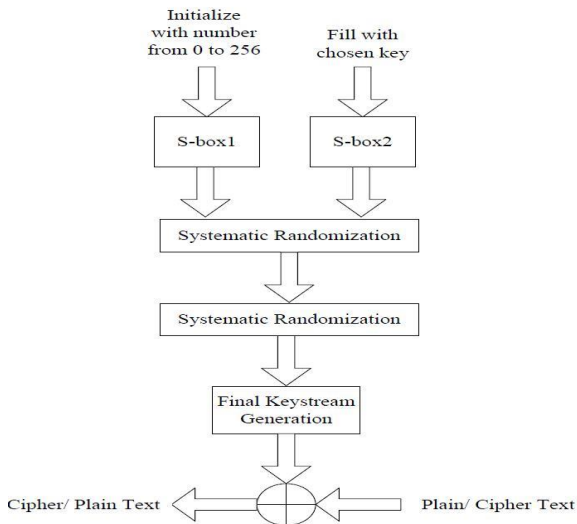 Initialize
with number
from 0 to 256
Fill with
chosen key
S-box1
S-box2
Systematic Randomization
Systematic Randomization
Final Keystream
Generation
Cipher/ Plain Text
Plain/ Cipher Text